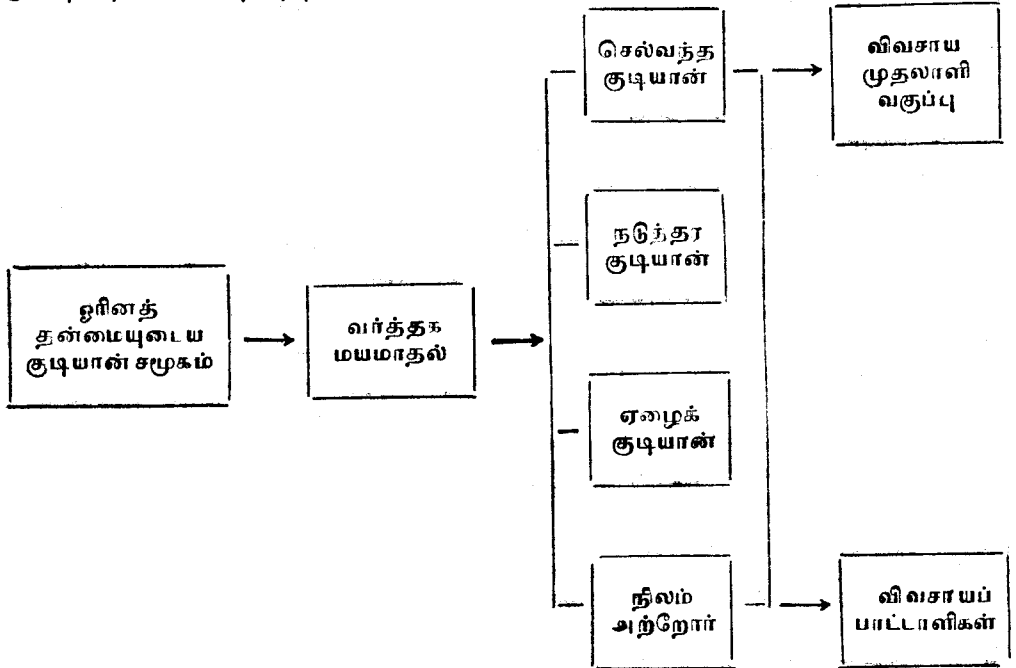 செல்வந்த
குடியான்
விவசாய
முதலாளி
வகுப்பு
நடுத்தர
குடியான்
ஓரினத்
தன்மையுடைய
குடியான் சமூகம்
வர்த்தக
மயமாதல்
ஏழைக்
குடியான்
நிலம்
அற்றோர்
விவசாயப்
பாட்டாளிகள்